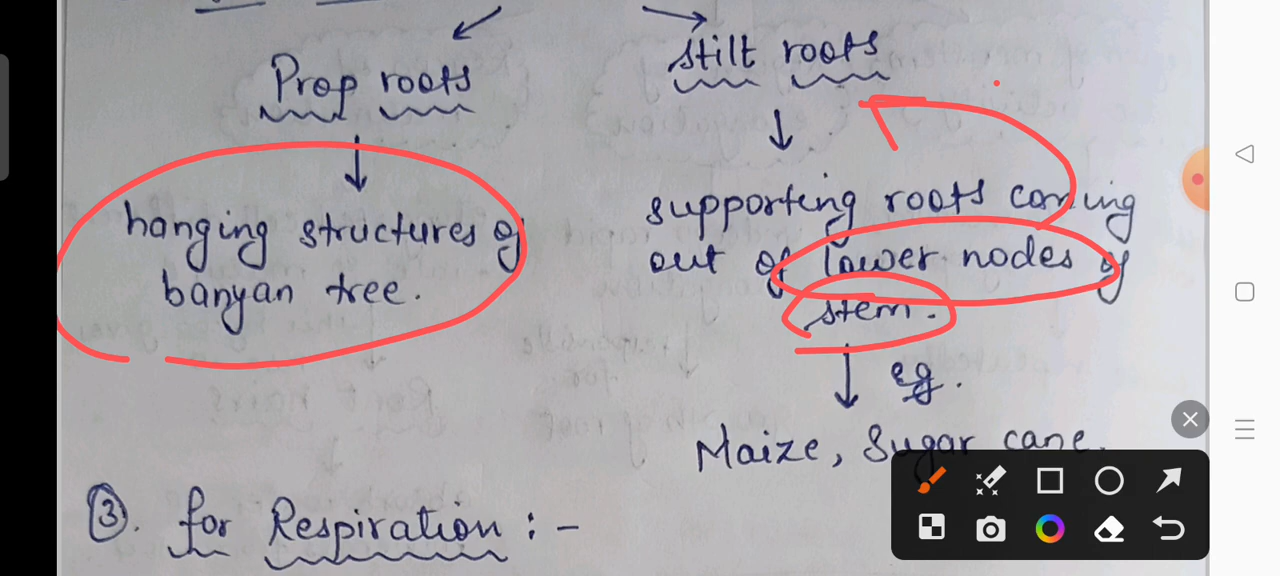 Prop roots
stilt roots
hanging structures of
banyan tree.
supporting roots coming
out of lower nodes of
stem.
eg.
Maize, Sugar cane.
③. for Respiration : -